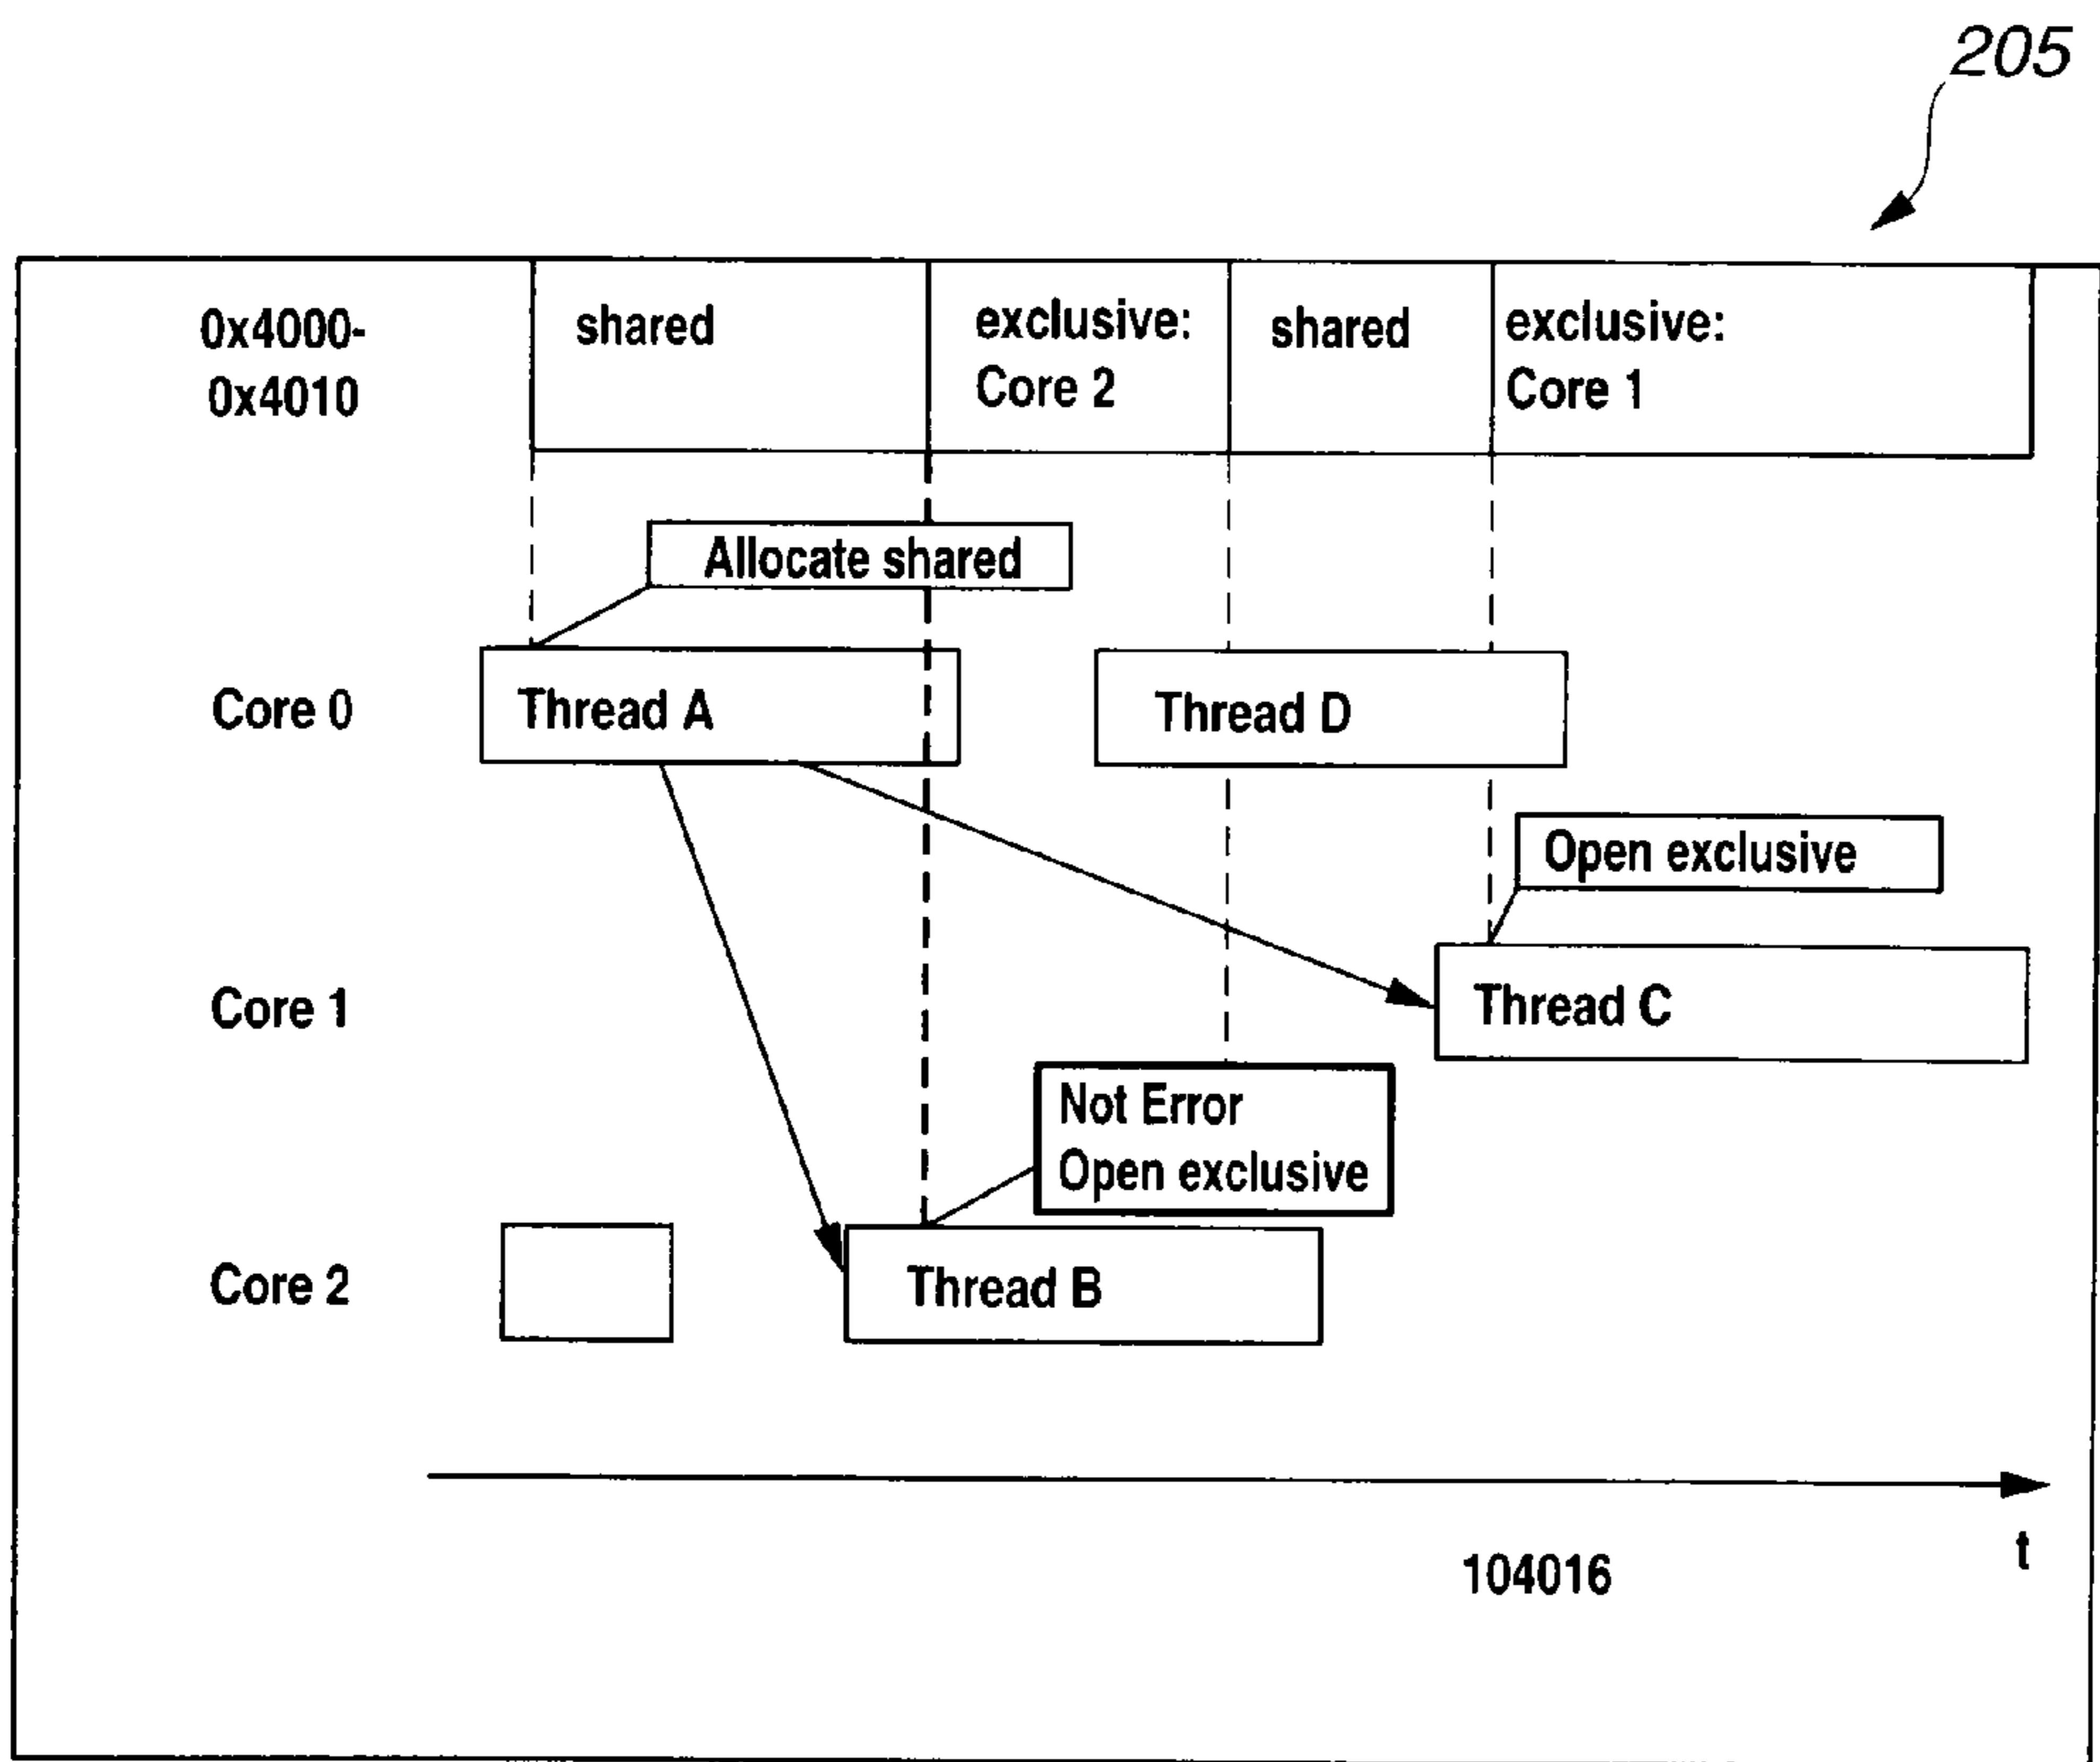 205
0x4000-
0x4010
shared
exclusive:
Core 2
shared
exclusive:
Core 1
Allocate shared
Core 0
Thread A
Thread D
Open exclusive
Core 1
Thread C
Not Error
Open exclusive
Core 2
Thread B
t
104016